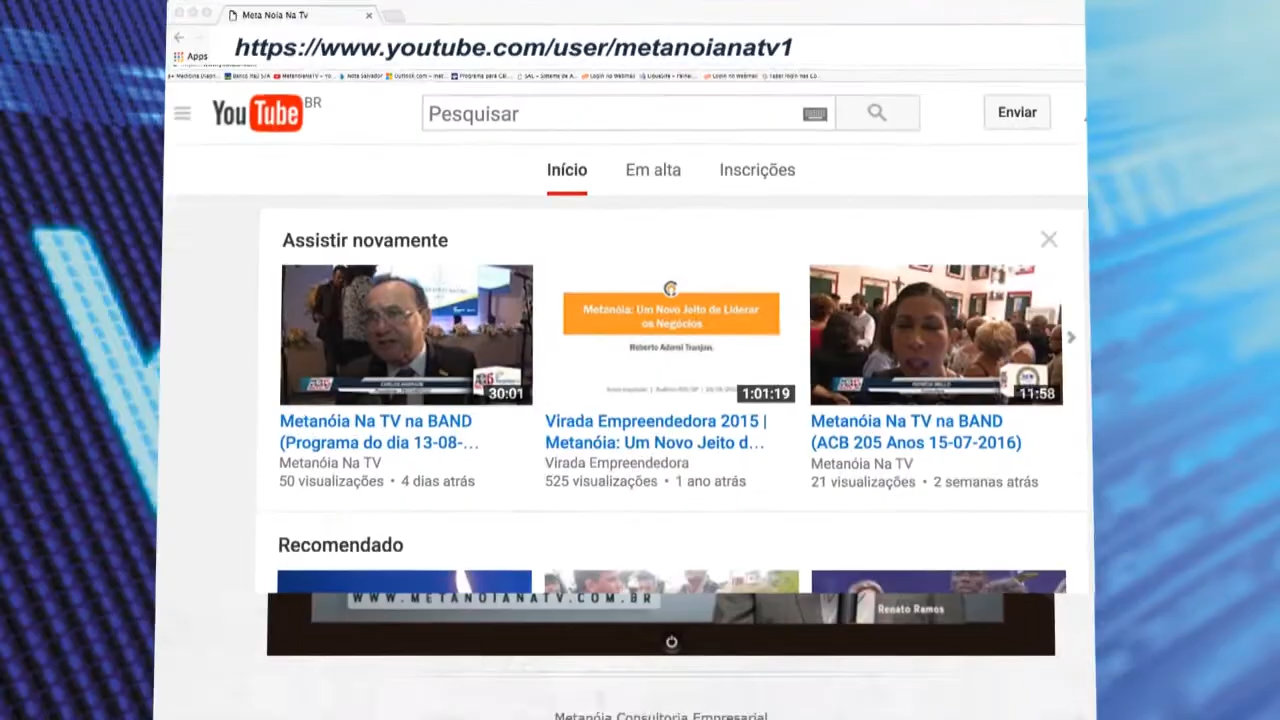 Meta Nóia Na Tv
https://www.youtube.com/user/metanoianatv1
Apps
YouTube BR
Pesquisar
Enviar
Início
Em alta
Inscrições
Assistir novamente
30:01
Metanóia: Um Novo Jeito de Liderar
os Negócios
Roberto Adami Tranjan
1:01:19
11:58
Metanóia Na TV na BAND
(Programa do dia 13-08-...
Metanóia Na TV
50 visualizações • 4 dias atrás
Virada Empreendedora 2015 |
Metanóia: Um Novo Jeito d...
Virada Empreendedora
525 visualizações • 1 ano atrás
Metanóia Na TV na BAND
(ACB 205 Anos 15-07-2016)
Metanóia Na TV
21 visualizações • 2 semanas atrás
Recomendado
WWW.METANOIANATV.COM.BR
Renato Ramos
Metanóia Consultoria Empresarial